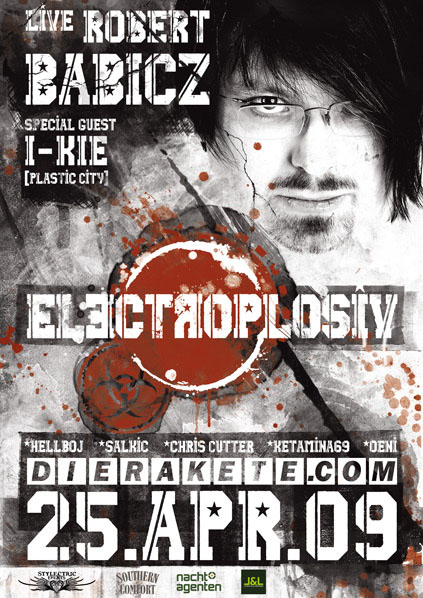 LIVE ROBERT
BABICZ
SPECIAL GUEST
I-KIE
[PLASTIC CITY]
ELECTROPLOSIV
*HELLBOJ *SALKIC *CHRIS CUTTER *KETAMINA69 *OENI
DIERAKETE.COM
25.APR.09
STYLECTRIC
EVENTS
SOUTHERN
COMFORT
nacht
agenten
J&L